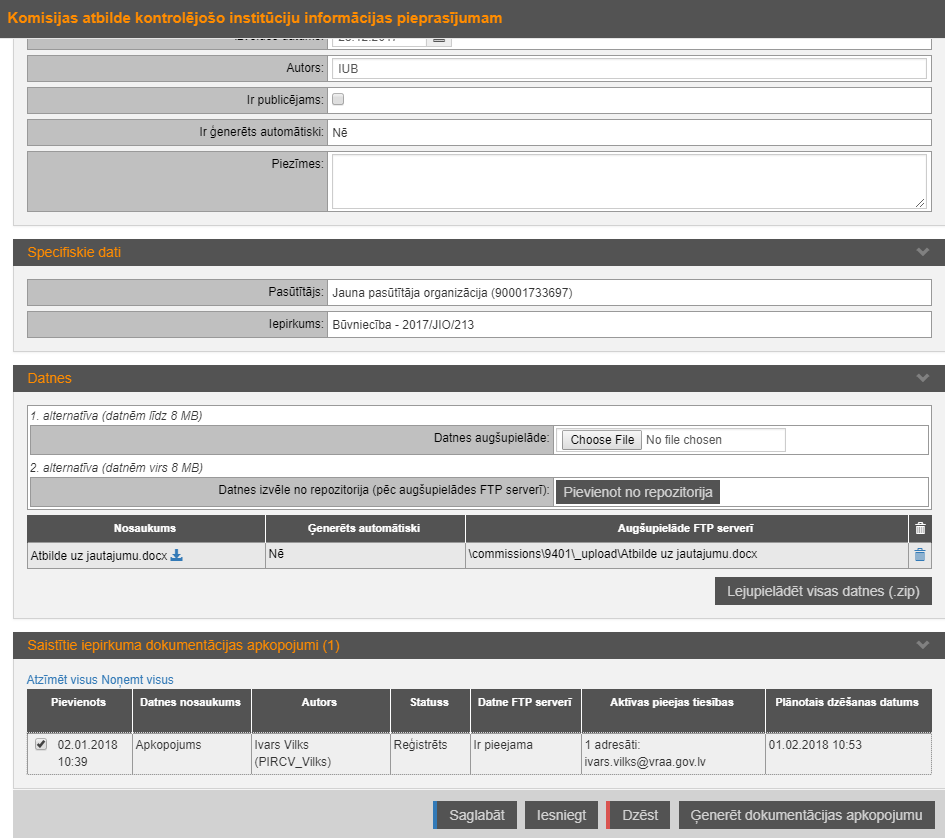 Komisijas atbilde kontrolējošo institūciju informācijas pieprasījumam
Autors: IUB
Ir publicējams:
Ir ģenerēts automātiski: Nē
Piezīmes:
Specifiskie dati
Pasūtītājs: Jauna pasūtītāja organizācija (90001733697)
Iepirkums: Būvniecība - 2017/JIO/213
Datnes
1. alternatīva (datnēm līdz 8 MB)
Datnes augšupielāde: Choose File No file chosen
2. alternatīva (datnēm virs 8 MB)
Datnes izvēle no repozitorija (pēc augšupielādes FTP serverī): Pievienot no repozitorija
Nosaukums Ģenerēts automātiski Augšupielāde FTP serverī
Atbilde uz jautajumu.docx Nē \commissions\9401\_upload\Atbilde uz jautajumu.docx
Lejupielādēt visas datnes (.zip)
Saistītie iepirkuma dokumentācijas apkopojumi (1)
Atzīmēt visus Noņemt visus
Pievienots Datnes nosaukums Autors Statuss Datne FTP serverī Aktīvas pieejas tiesības Plānotais dzēšanas datums
02.01.2018 Apkopojums Ivars Vilks Reģistrēts Ir pieejama 1 adresāti: 01.02.2018 10:53
10:39 (PIRCV_Vilks) ivars.vilks@vraa.gov.lv
Saglabāt Iesniegt Dzēst Ģenerēt dokumentācijas apkopojumu